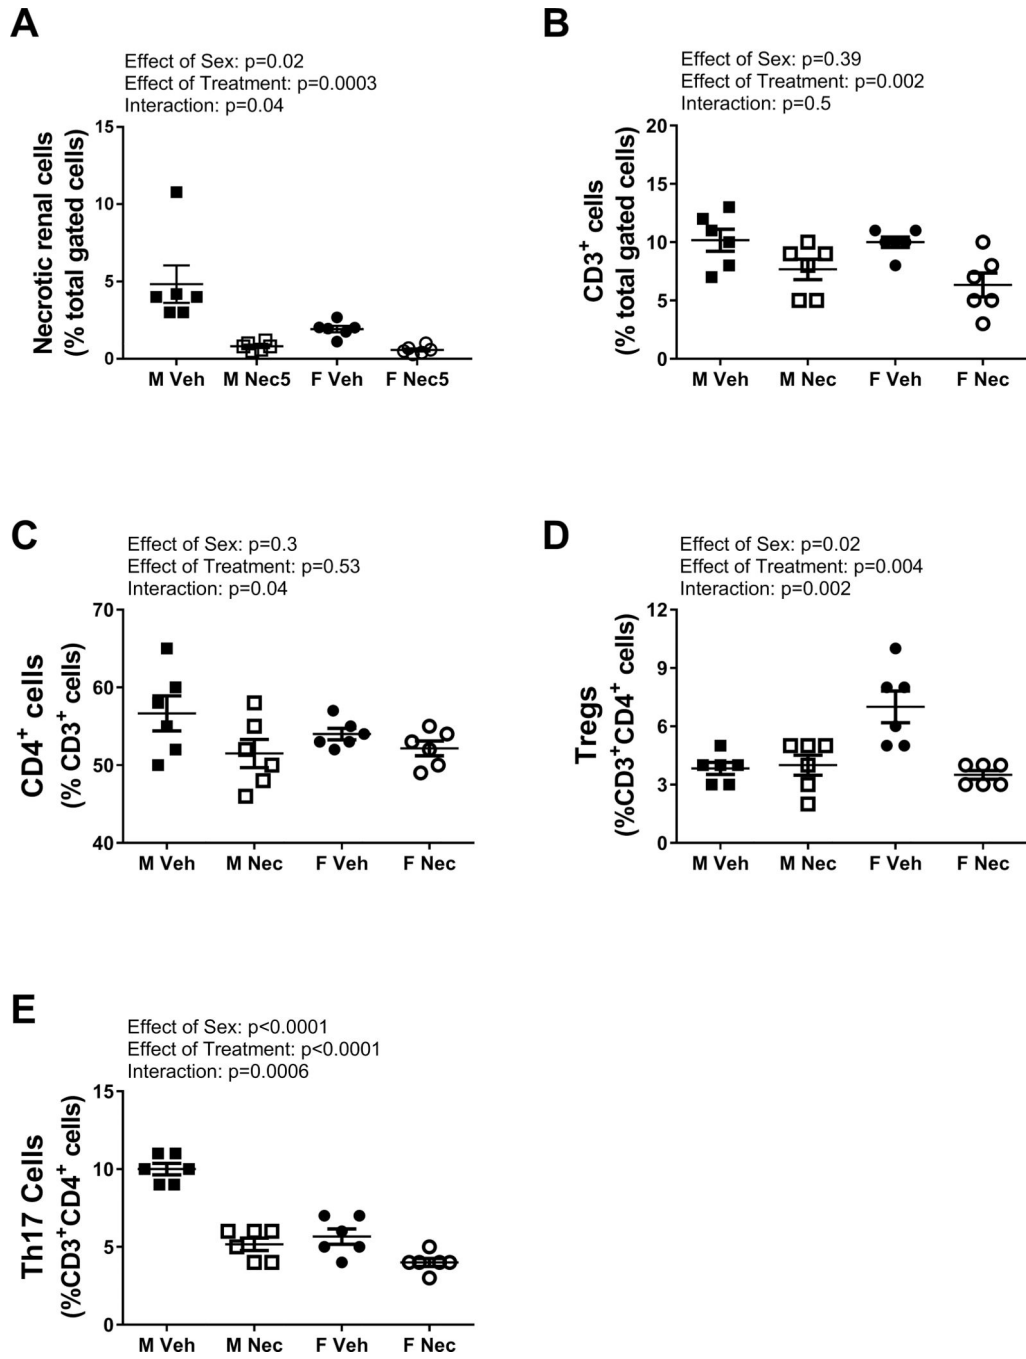 A
Effect of Sex: p=0.02
Effect of Treatment: p=0.0003
Interaction: p=0.04
Necrotic renal cells
(% total gated cells)
15
10
5
0
M Veh M Nec5 F Veh F Nec5
B
Effect of Sex: p=0.39
Effect of Treatment: p=0.002
Interaction: p=0.5
CD3⁺ cells
(% total gated cells)
20
15
10
5
0
M Veh M Nec F Veh F Nec
C
Effect of Sex: p=0.3
Effect of Treatment: p=0.53
Interaction: p=0.04
CD4⁺ cells
(% CD3⁺ cells)
70
60
50
40
M Veh M Nec F Veh F Nec
D
Effect of Sex: p=0.02
Effect of Treatment: p=0.004
Interaction: p=0.002
Tregs
(%CD3⁺CD4⁺ cells)
12
9
6
3
0
M Veh M Nec F Veh F Nec
E
Effect of Sex: p<0.0001
Effect of Treatment: p<0.0001
Interaction: p=0.0006
Th17 Cells
(%CD3⁺CD4⁺ cells)
15
10
5
0
M Veh M Nec F Veh F Nec